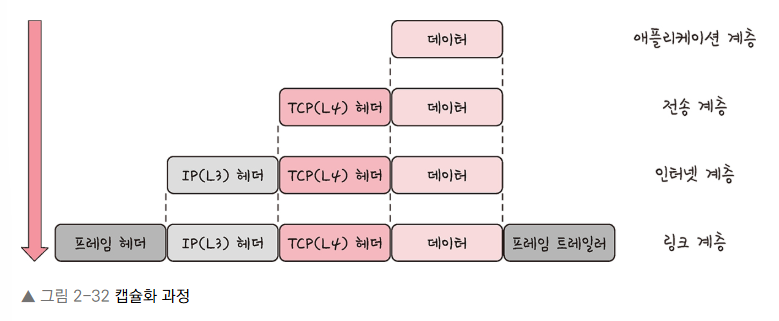 데이터 애플리케이션 계층
TCP(L4) 헤더 데이터 전송 계층
IP(L3) 헤더 TCP(L4) 헤더 데이터 인터넷 계층
프레임 헤더 IP(L3) 헤더 TCP(L4) 헤더 데이터 프레임 트레일러 링크 계층
▲ 그림 2-32 캡슐화 과정